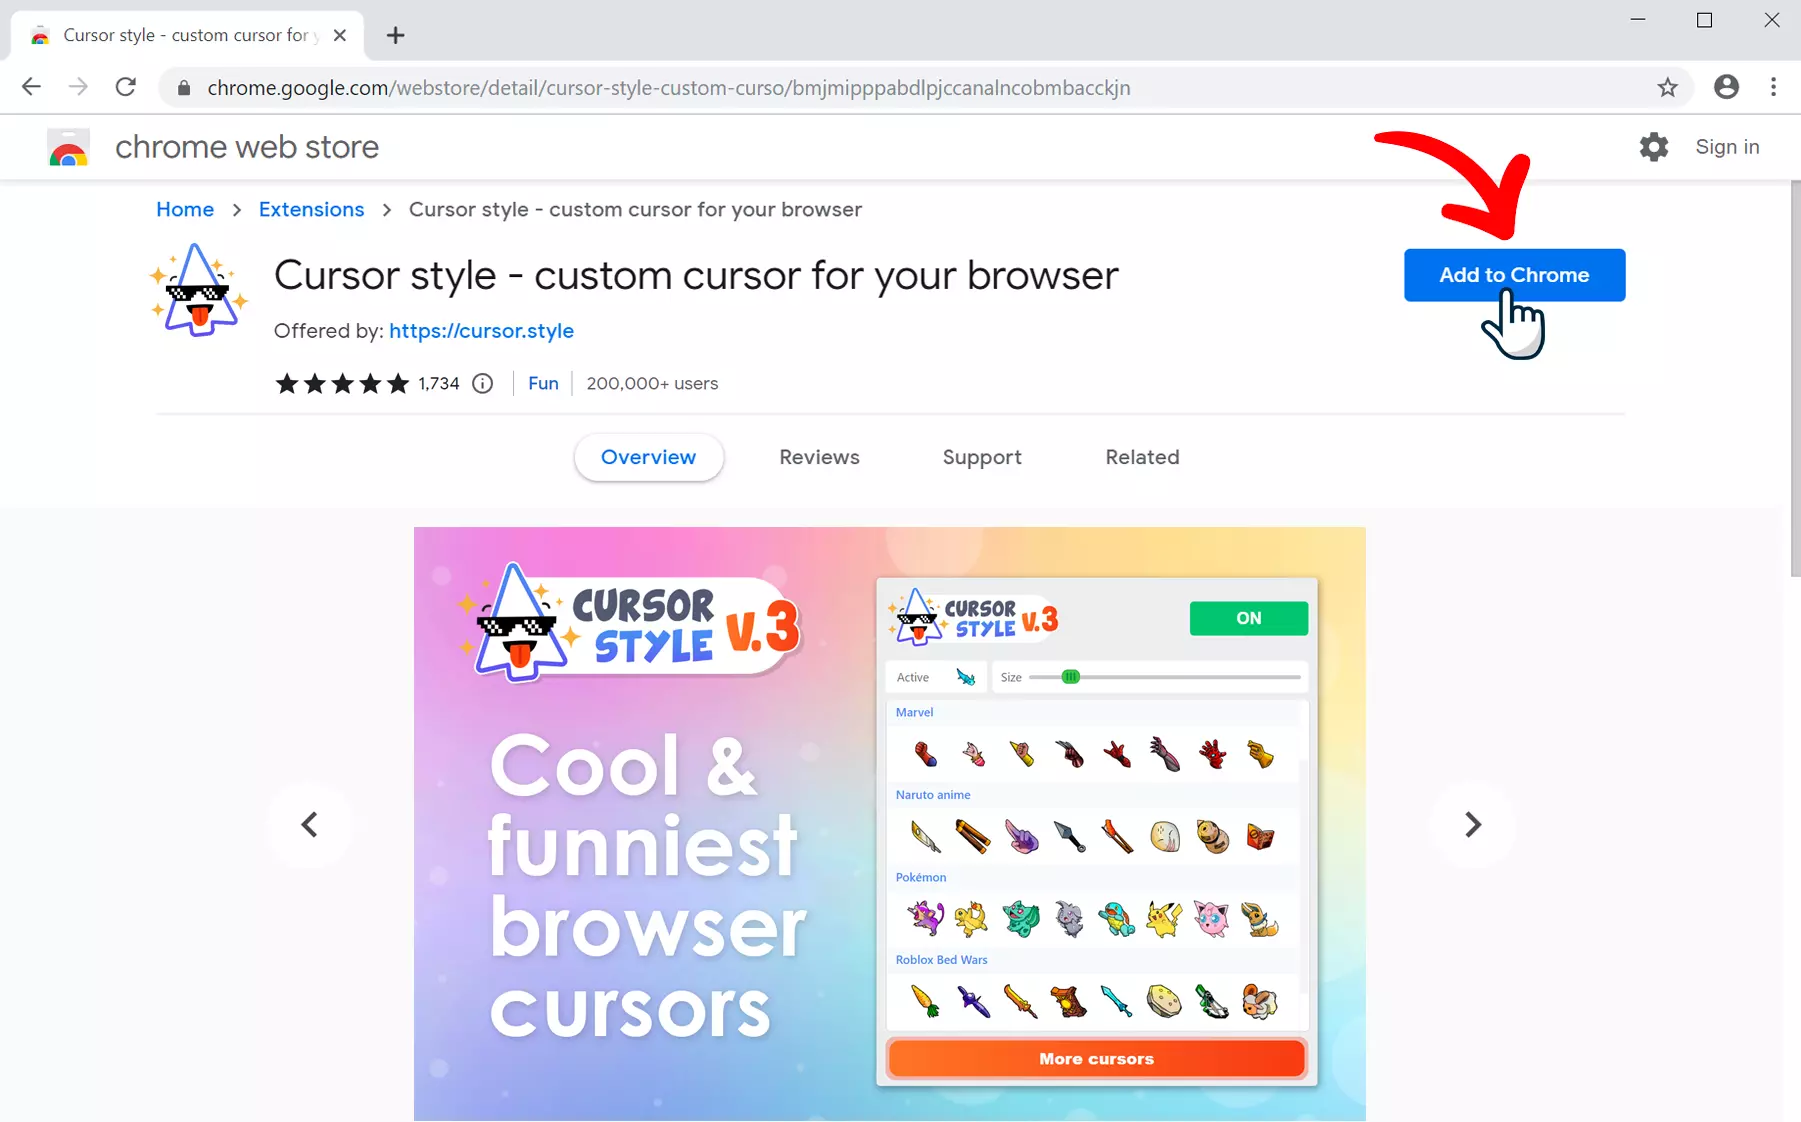 Cursor style - custom cursor for
chrome.google.com/webstore/detail/cursor-style-custom-curso/bmjmipppabdlpjccanalncobmbacckjn
chrome web store
Sign in
Home > Extensions > Cursor style - custom cursor for your browser
Cursor style - custom cursor for your browser
Add to Chrome
Offered by: https://cursor.style
1,734
Fun
200,000+ users
Overview
Reviews
Support
Related
CURSOR
STYLE V.3
Cool &
funniest
browser
cursors
CURSOR
STYLE V.3
ON
Active
Size
Marvel
Naruto anime
Pokémon
Roblox Bed Wars
More cursors